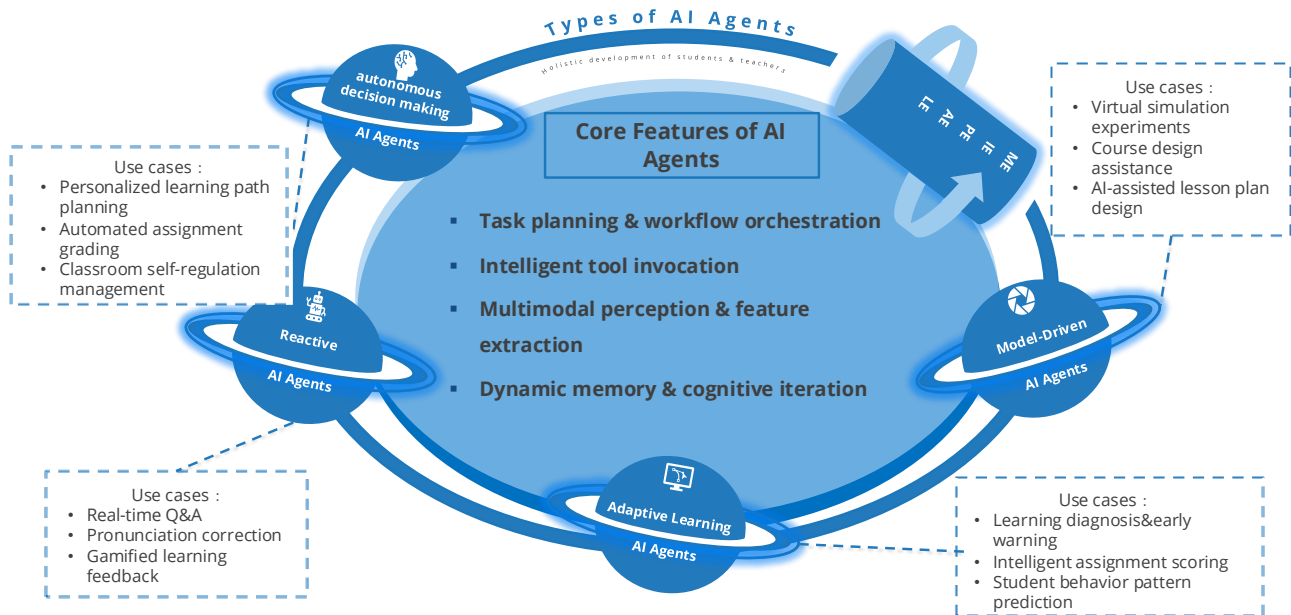 Types of AI Agents
Holistic development of students & teachers
autonomous
decision making
AI Agents
Use cases：
• Personalized learning path
planning
• Automated assignment
grading
• Classroom self-regulation
management
Reactive
AI Agents
Use cases：
• Real-time Q&A
• Pronunciation correction
• Gamified learning
feedback
Core Features of AI
Agents
▪ Task planning & workflow orchestration
▪ Intelligent tool invocation
▪ Multimodal perception & feature
extraction
▪ Dynamic memory & cognitive iteration
LE
AE
PE
IE
ME
Use cases：
• Virtual simulation
experiments
• Course design
assistance
• AI-assisted lesson plan
design
Model-Driven
AI Agents
Adaptive Learning
AI Agents
Use cases：
• Learning diagnosis&early
warning
• Intelligent assignment scoring
• Student behavior pattern
prediction